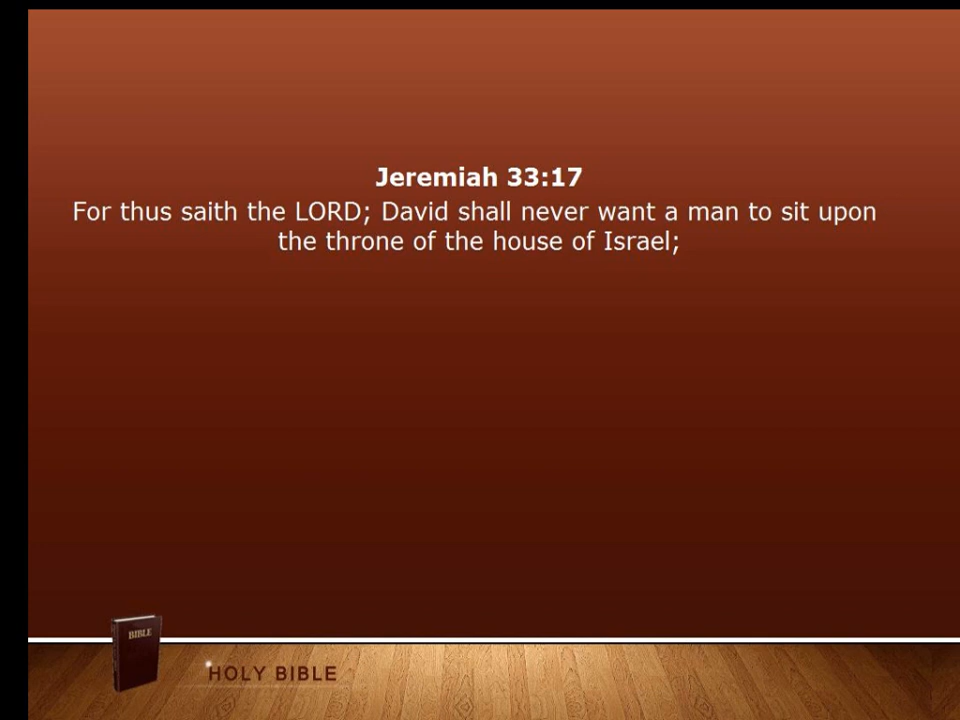 Jeremiah 33:17
For thus saith the LORD; David shall never want a man to sit upon
the throne of the house of Israel;
BIBLE
HOLY BIBLE